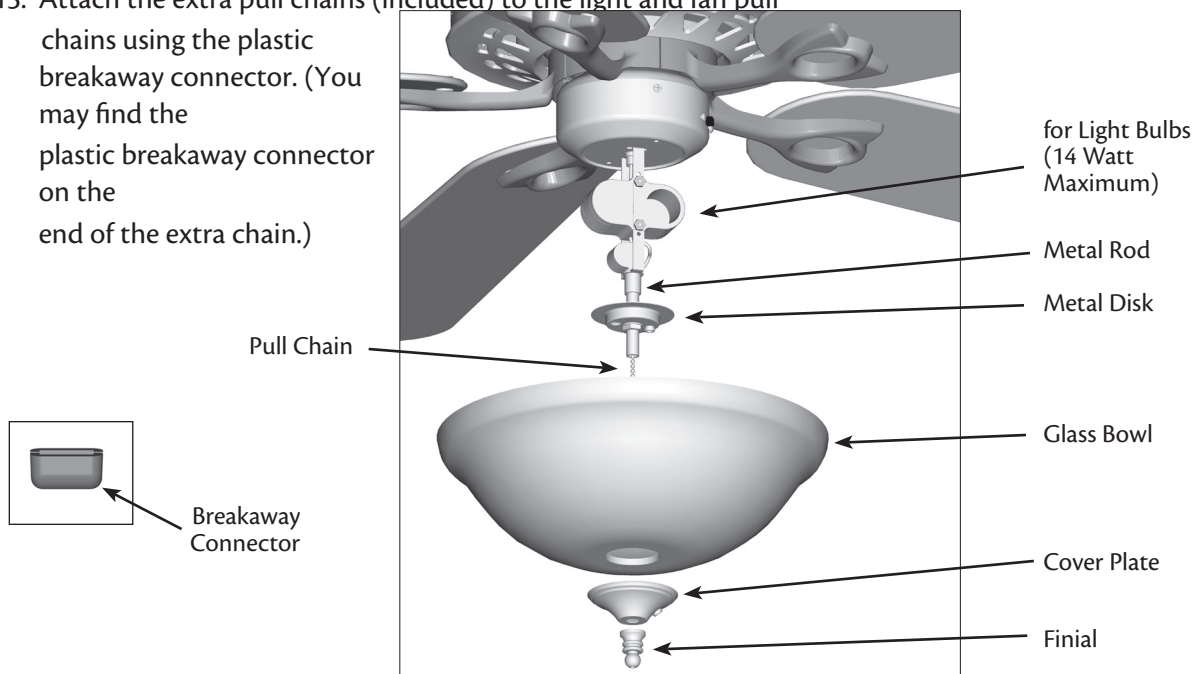 13. Attach the extra pull chains (included) to the light and fan pull
chains using the plastic
breakaway connector. (You
may find the
plastic breakaway connector
on the
end of the extra chain.)
for Light Bulbs
(14 Watt
Maximum)
Metal Rod
Metal Disk
Pull Chain
Glass Bowl
Breakaway
Connector
Cover Plate
Finial